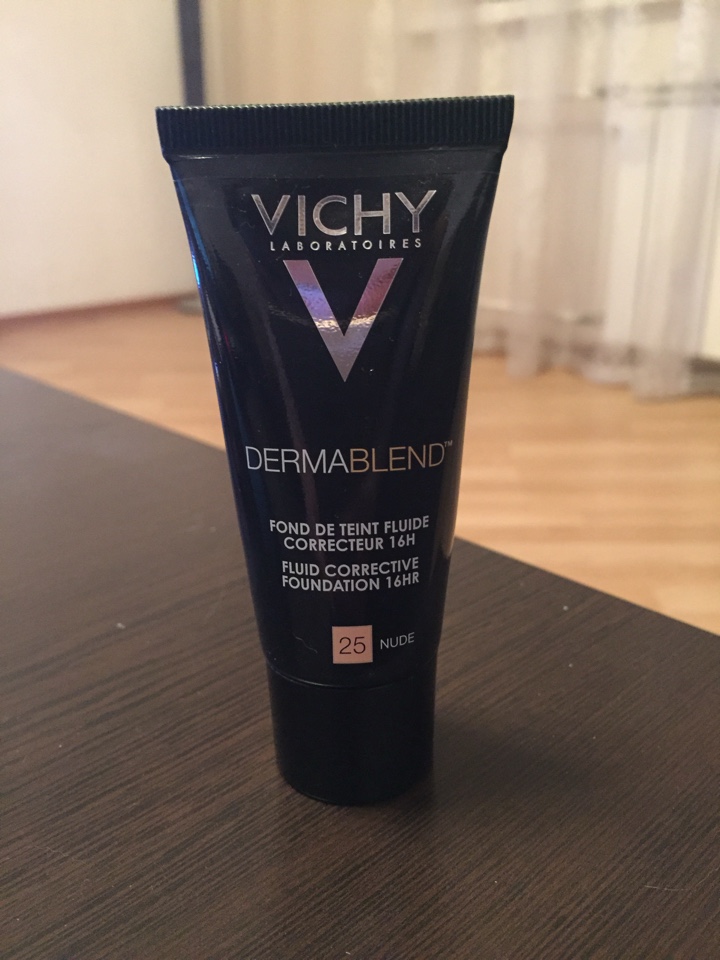 VICHY
LABORATOIRES
V
DERMABLEND™
FOND DE TEINT FLUIDE
CORRECTEUR 16H
FLUID CORRECTIVE
FOUNDATION 16HR
25 NUDE